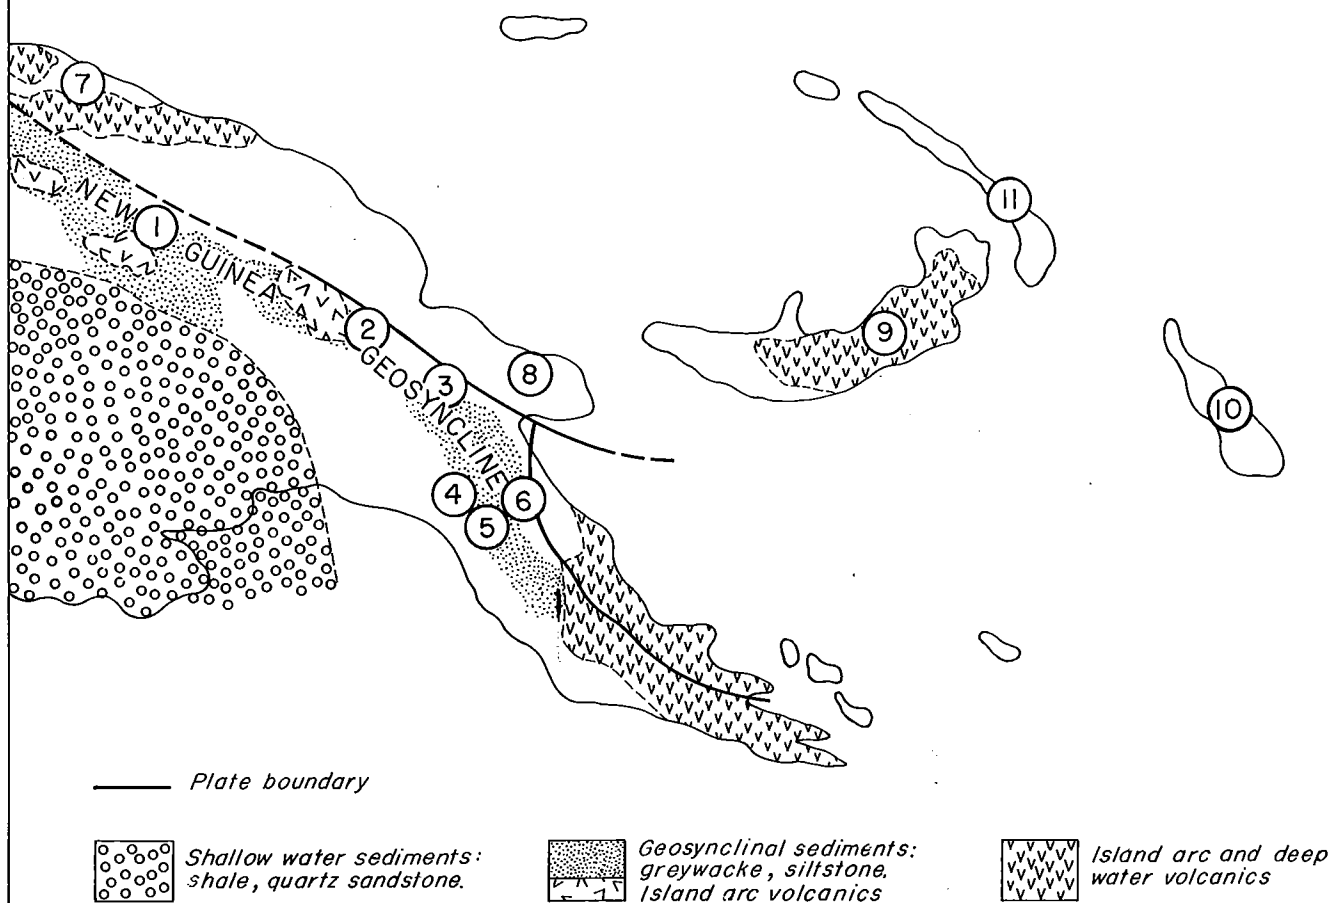 7
11
NEW
1
GUINEA
2
9
GEOSYNCLINE
3
8
10
4
6
5
Plate boundary
Shallow water sediments:
shale, quartz sandstone.
Geosynclinal sediments:
greywacke, siltstone.
Island arc volcanics
Island arc and deep
water volcanics